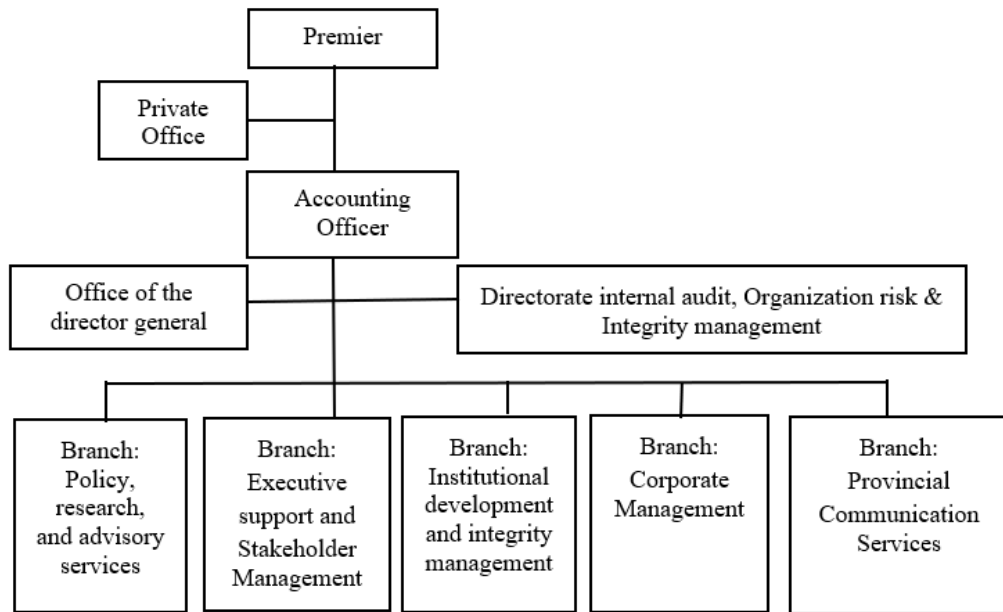 Premier
Private
Office
Accounting
Officer
Office of the
director general
Directorate internal audit, Organization risk &
Integrity management
Branch:
Policy,
research,
and advisory
services
Branch:
Executive
support and
Stakeholder
Management
Branch:
Institutional
development
and integrity
management
Branch:
Corporate
Management
Branch:
Provincial
Communication
Services